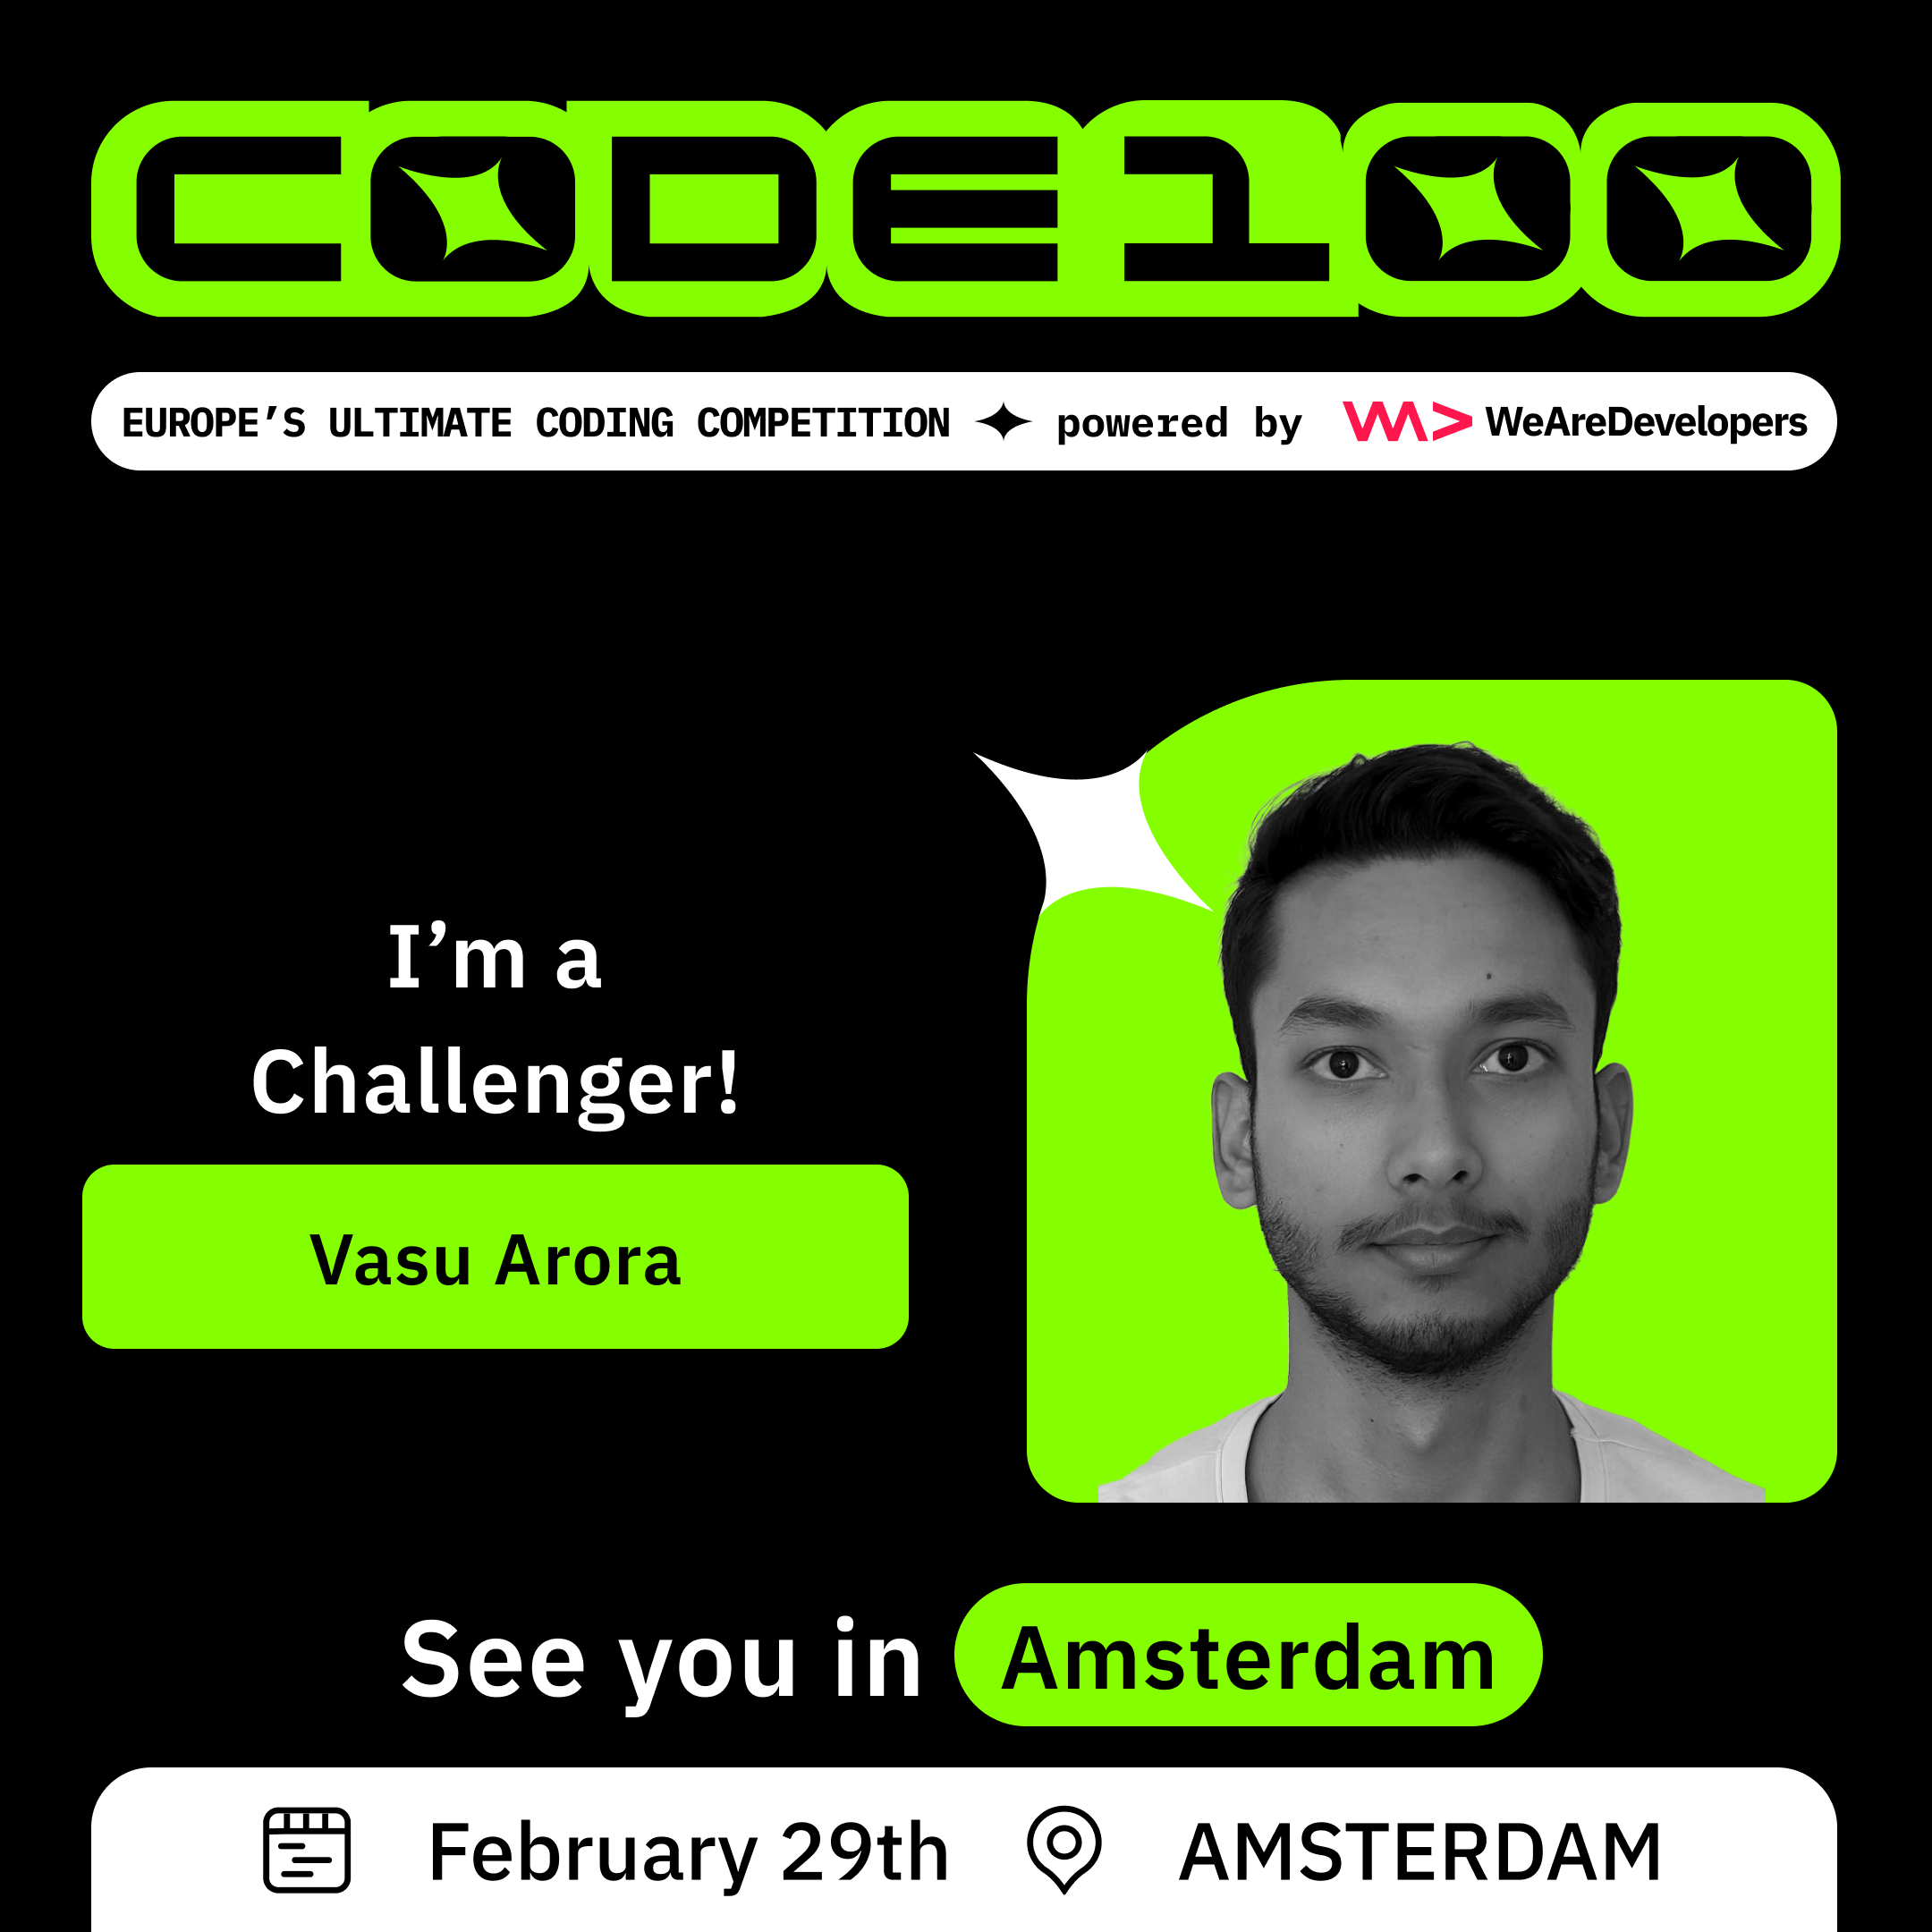 CODE100
EUROPE’S ULTIMATE CODING COMPETITION powered by WeAreDevelopers
I’m a
Challenger!
Vasu Arora
See you in Amsterdam
February 29th AMSTERDAM